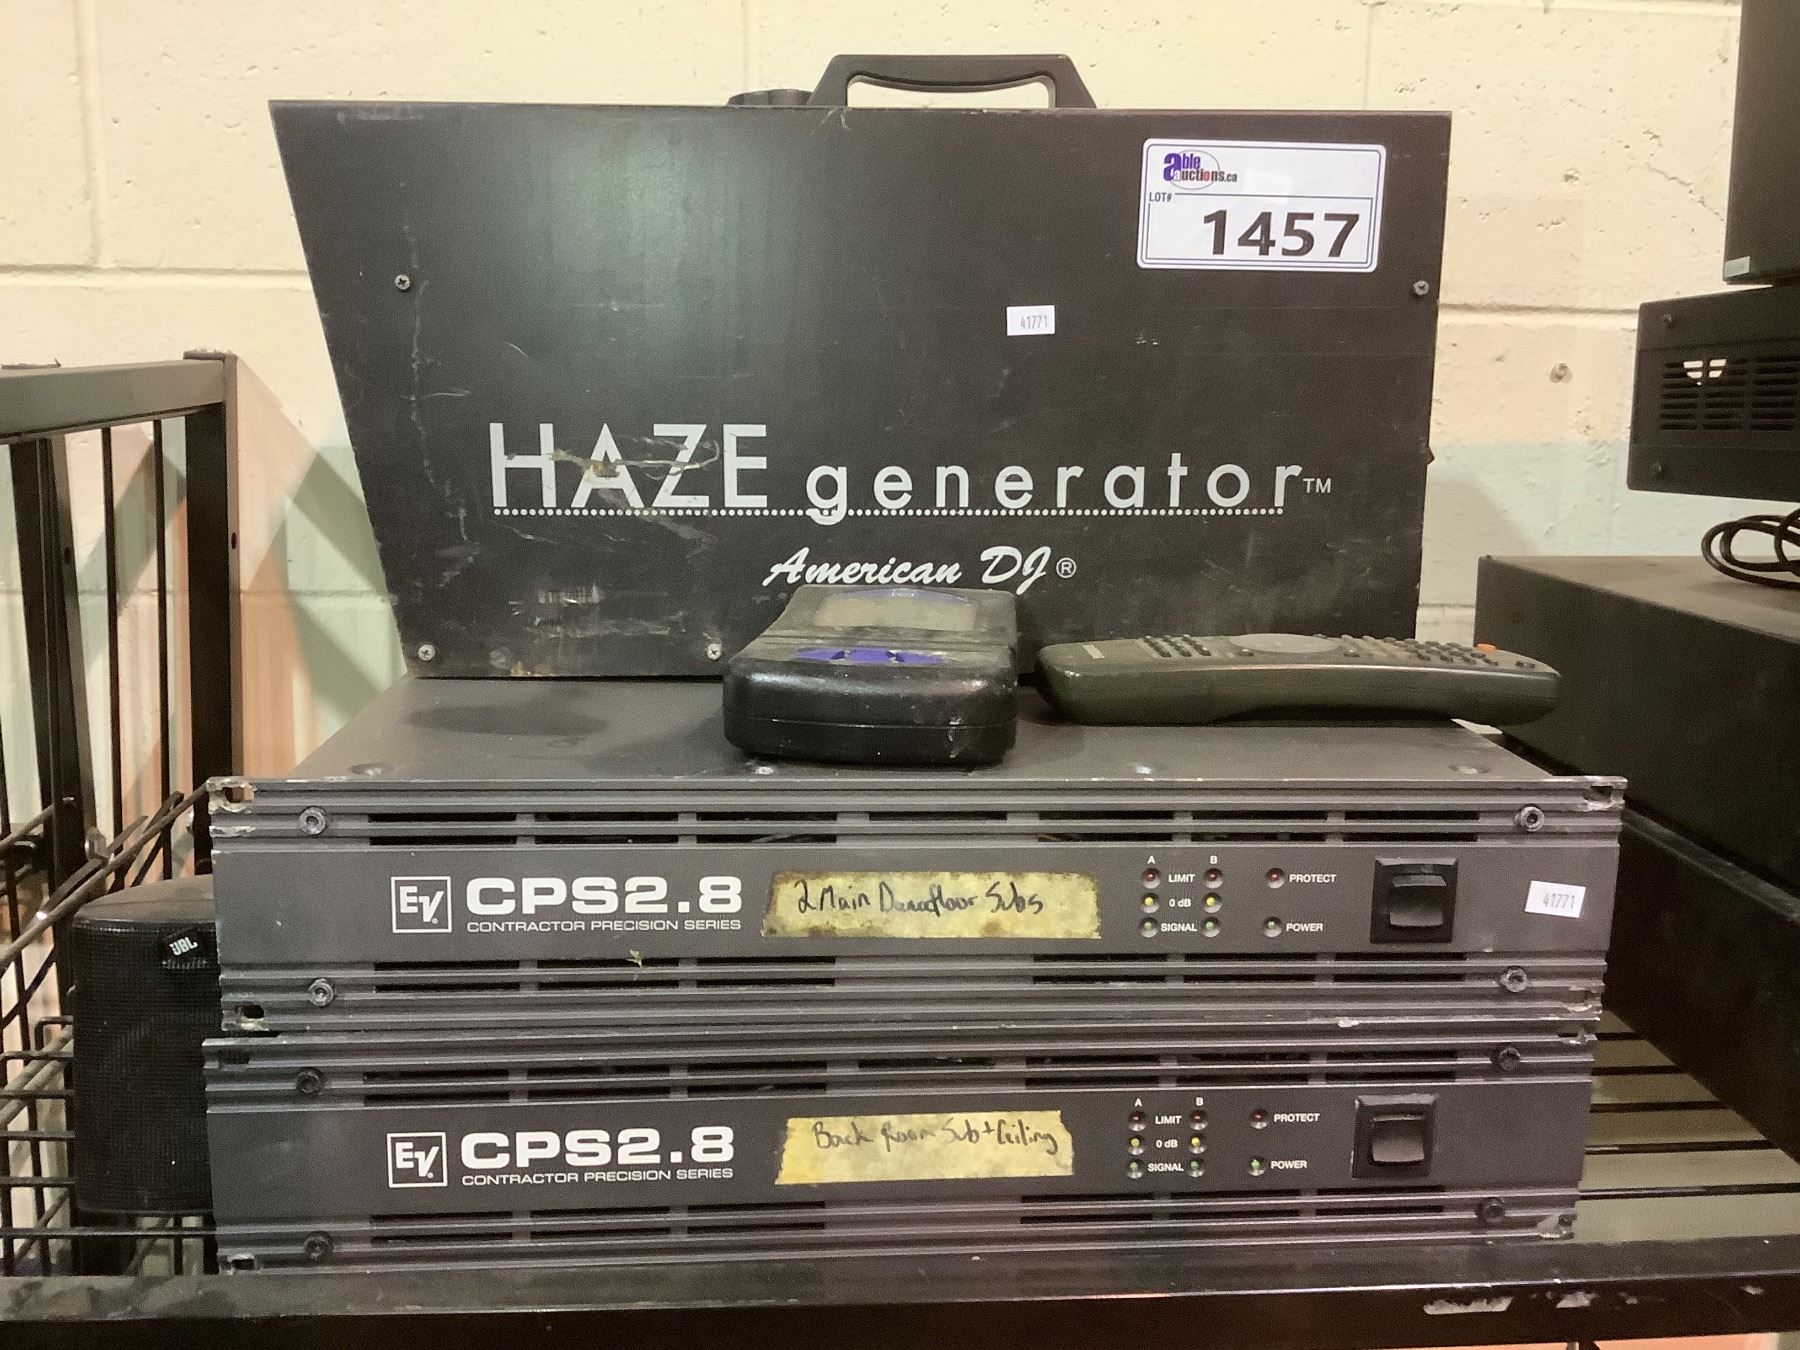 able
auctions.ca
LOT#
1457
41771
HAZE generator™
American DJ®
EV CPS2.8
CONTRACTOR PRECISION SERIES
2 Main Dancefloor Subs
A B
LIMIT
0 dB
SIGNAL
PROTECT
POWER
41771
JBL
EV® CPS2.8
CONTRACTOR PRECISION SERIES
Back Room Sub + Ceiling
A B
LIMIT
0 dB
SIGNAL
PROTECT
POWER